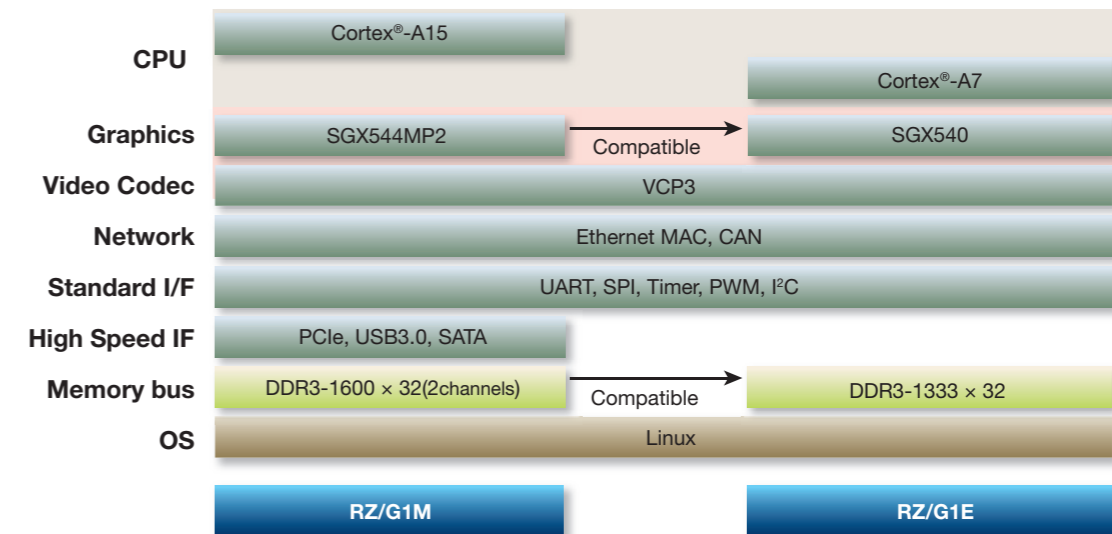 CPU
Cortex®-A15
Cortex®-A7
Graphics
SGX544MP2
Compatible
SGX540
Video Codec
VCP3
Network
Ethernet MAC, CAN
Standard I/F
UART, SPI, Timer, PWM, I²C
High Speed IF
PCIe, USB3.0, SATA
Memory bus
DDR3-1600 × 32(2channels)
Compatible
DDR3-1333 × 32
OS
Linux
RZ/G1M
RZ/G1E